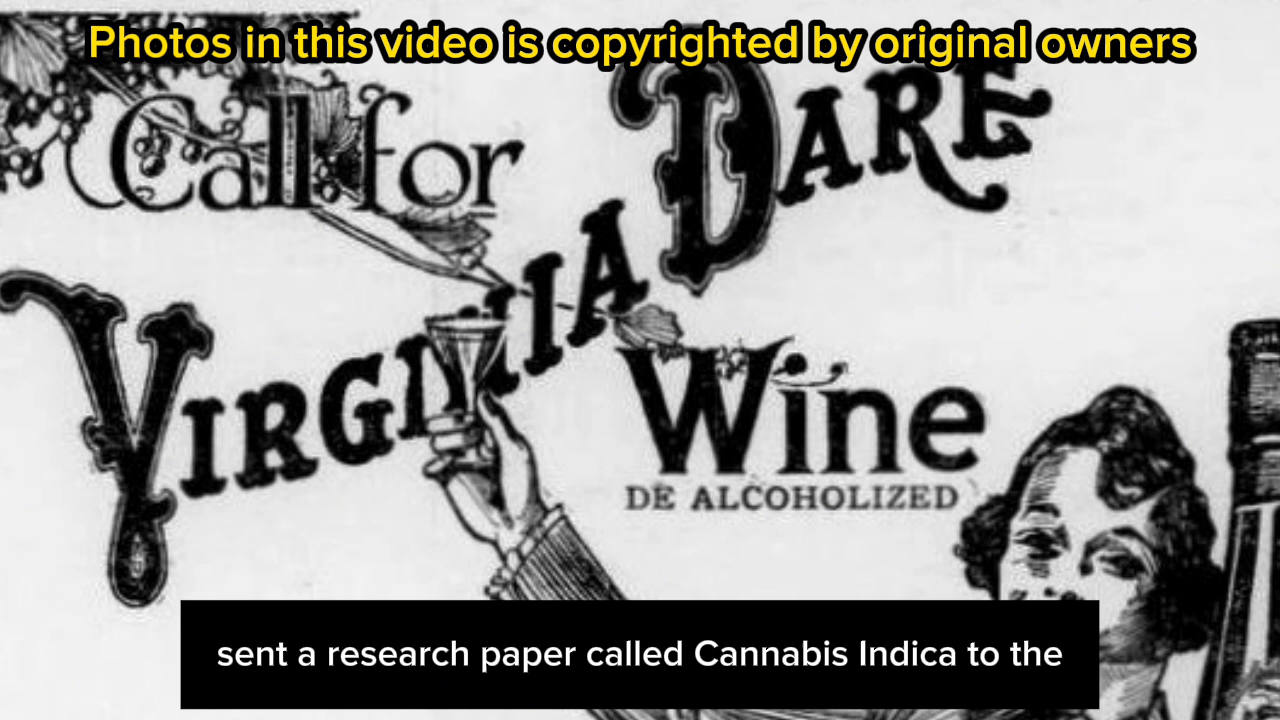 Photos in this video is copyrighted by original owners
Call for
VIRGINIA DARE
Wine
DE ALCOHOLIZED
sent a research paper called Cannabis Indica to the